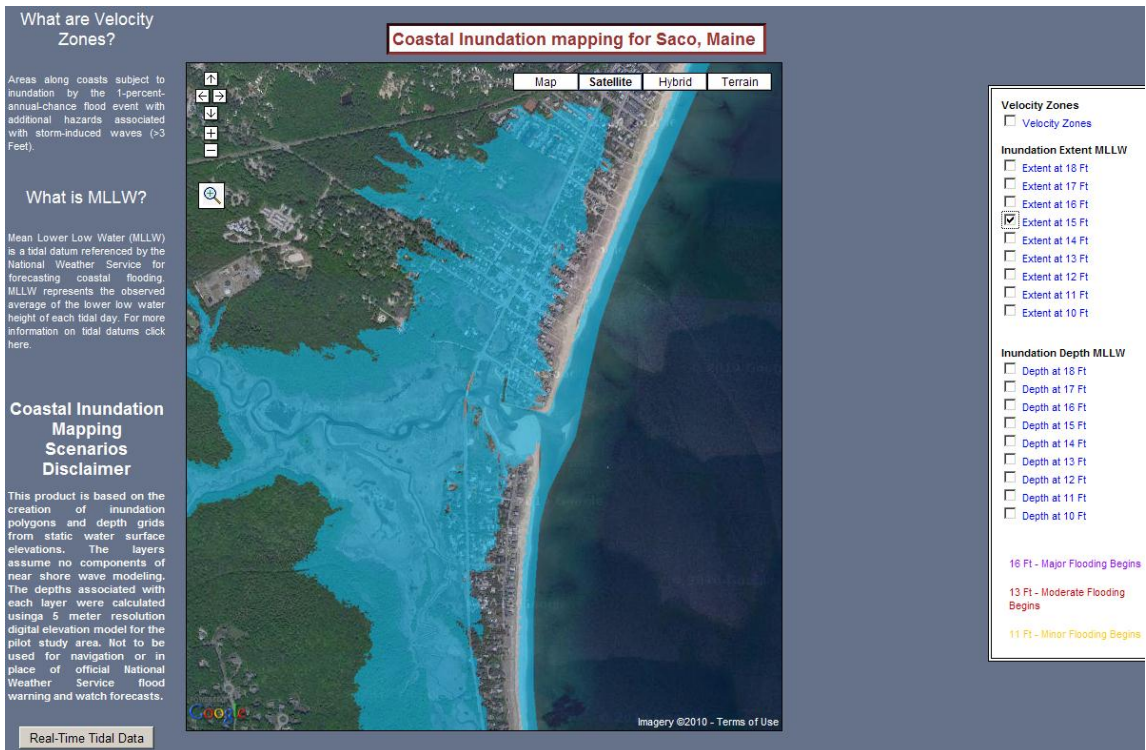 What are Velocity
Zones?
Areas along coasts subject to
inundation by the 1-percent-
annual-chance flood event with
additional hazards associated
with storm-induced waves (>3
Feet).
What is MLLW?
Mean Lower Low Water (MLLW)
is a tidal datum referenced by the
National Weather Service for
forecasting coastal flooding.
MLLW represents the observed
average of the lower low water
height of each tidal day. For more
information on tidal datums click
here.
Coastal Inundation
Mapping
Scenarios
Disclaimer
This product is based on the
creation of inundation
polygons and depth grids
from static water surface
elevations. The layers
assume no components of
near shore wave modeling.
The depths associated with
each layer were calculated
usinga 5 meter resolution
digital elevation model for the
pilot study area. Not to be
used for navigation or in
place of official National
Weather Service flood
warning and watch forecasts.
Real-Time Tidal Data
Coastal Inundation mapping for Saco, Maine
Map Satellite Hybrid Terrain
Google
Imagery ©2010 - Terms of Use
Velocity Zones
Velocity Zones
Inundation Extent MLLW
Extent at 18 Ft
Extent at 17 Ft
Extent at 16 Ft
Extent at 15 Ft
Extent at 14 Ft
Extent at 13 Ft
Extent at 12 Ft
Extent at 11 Ft
Extent at 10 Ft
Inundation Depth MLLW
Depth at 18 Ft
Depth at 17 Ft
Depth at 16 Ft
Depth at 15 Ft
Depth at 14 Ft
Depth at 13 Ft
Depth at 12 Ft
Depth at 11 Ft
Depth at 10 Ft
16 Ft - Major Flooding Begins
13 Ft - Moderate Flooding
Begins
11 Ft - Minor Flooding Begins